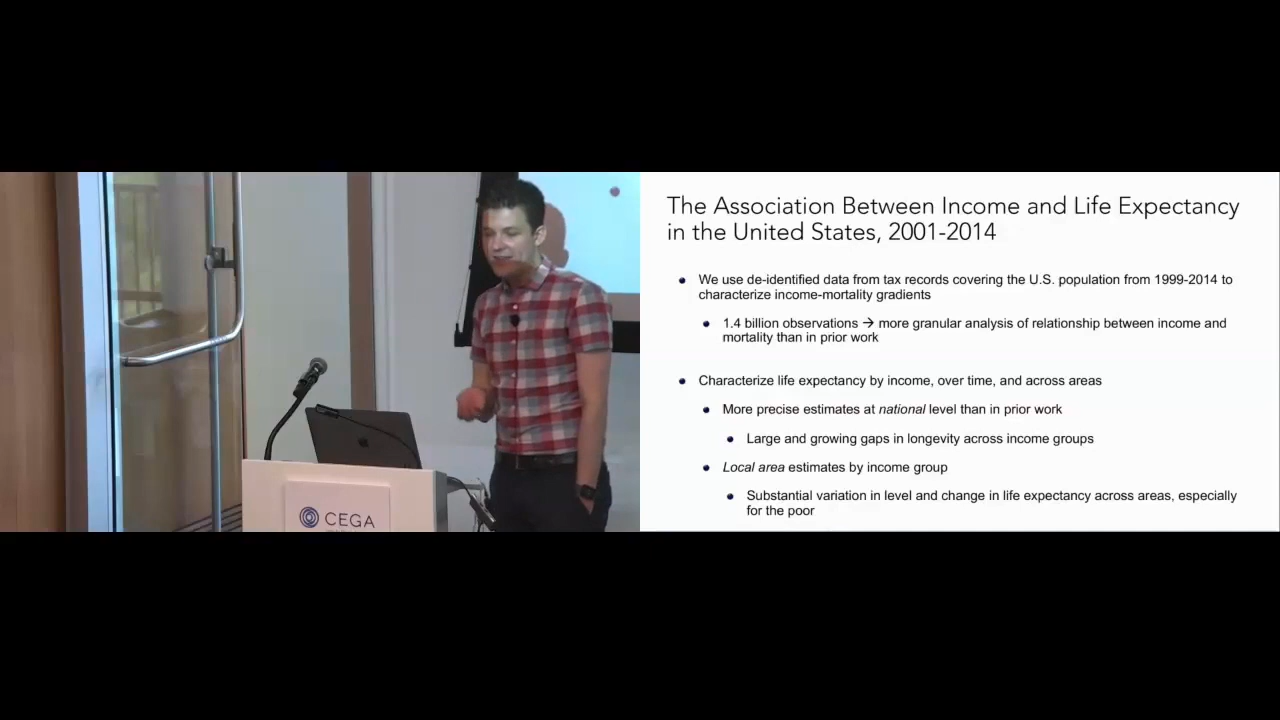 The Association Between Income and Life Expectancy
in the United States, 2001-2014
We use de-identified data from tax records covering the U.S. population from 1999-2014 to
characterize income-mortality gradients
1.4 billion observations → more granular analysis of relationship between income and
mortality than in prior work
Characterize life expectancy by income, over time, and across areas
More precise estimates at national level than in prior work
Large and growing gaps in longevity across income groups
Local area estimates by income group
Substantial variation in level and change in life expectancy across areas, especially
for the poor
CEGA